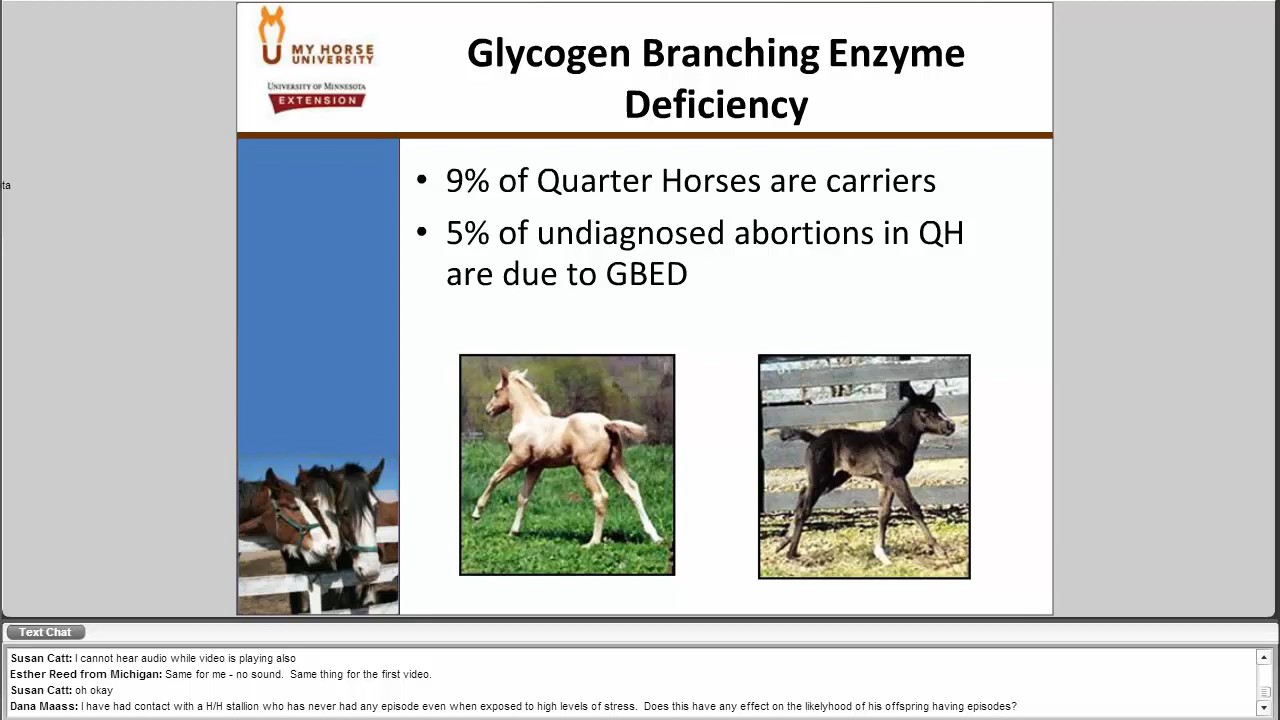 MY HORSE
UNIVERSITY
UNIVERSITY OF MINNESOTA
EXTENSION
Glycogen Branching Enzyme
Deficiency
ta
• 9% of Quarter Horses are carriers
• 5% of undiagnosed abortions in QH
are due to GBED
Text Chat
Susan Catt: I cannot hear audio while video is playing also
Esther Reed from Michigan: Same for me - no sound. Same thing for the first video.
Susan Catt: oh okay
Dana Maass: I have had contact with a H/H stallion who has never had any episode even when exposed to high levels of stress. Does this have any effect on the likelyhood of his offspring having episodes?